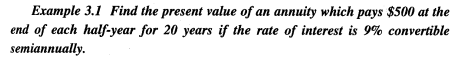 Example 3.1 Find the present value of an annuity which pays $500 at the
end of each half-year for 20 years if the rate of interest is 9% convertible
semiannually.